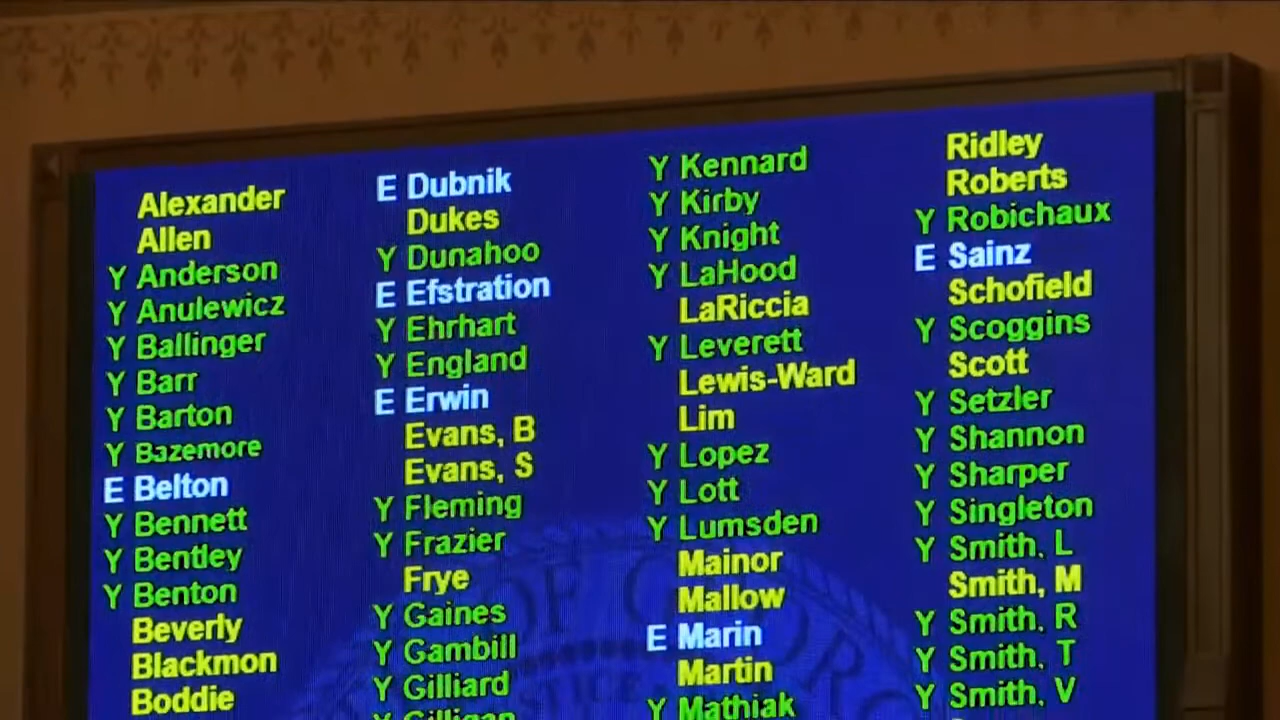 Alexander
Allen
Y Anderson
Y Anulewicz
Y Ballinger
Y Barr
Y Barton
Y Bazemore
E Belton
Y Bennett
Y Bentley
Y Benton
Beverly
Blackmon
Boddie
E Dubnik
Dukes
Y Dunahoo
E Efstration
Y Ehrhart
Y England
E Erwin
Evans, B
Evans, S
Y Fleming
Y Frazier
Frye
Y Gaines
Y Gambill
Y Gilliard
Y Gilligan
Y Kennard
Y Kirby
Y Knight
Y LaHood
LaRiccia
Y Leverett
Lewis-Ward
Lim
Y Lopez
Y Lott
Y Lumsden
Mainor
Mallow
E Marin
Martin
Y Mathiak
Ridley
Roberts
Y Robichaux
E Sainz
Schofield
Y Scoggins
Scott
Y Setzler
Y Shannon
Y Sharper
Y Singleton
Y Smith, L
Smith, M
Y Smith, R
Y Smith, T
Y Smith, V
OF GEOR